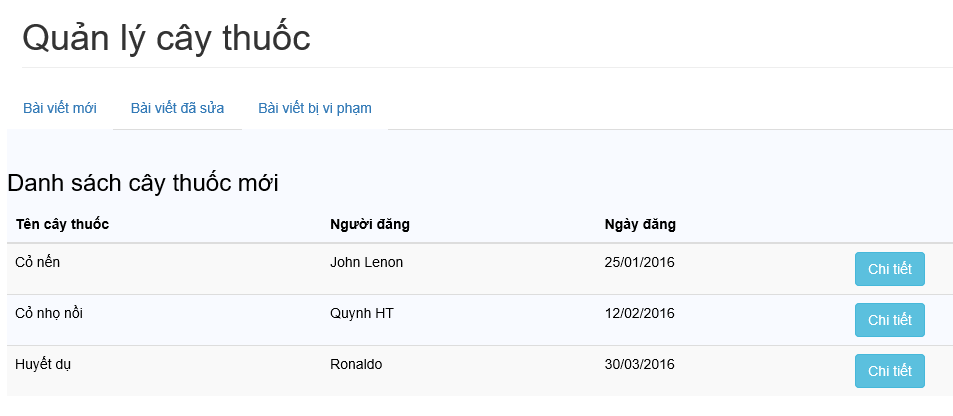 Quản lý cây thuốc
Bài viết mới Bài viết đã sửa Bài viết bị vi phạm
Danh sách cây thuốc mới
Tên cây thuốc Người đăng Ngày đăng
Cỏ nến John Lenon 25/01/2016 Chi tiết
Cỏ nhọ nồi Quynh HT 12/02/2016 Chi tiết
Huyết dụ Ronaldo 30/03/2016 Chi tiết